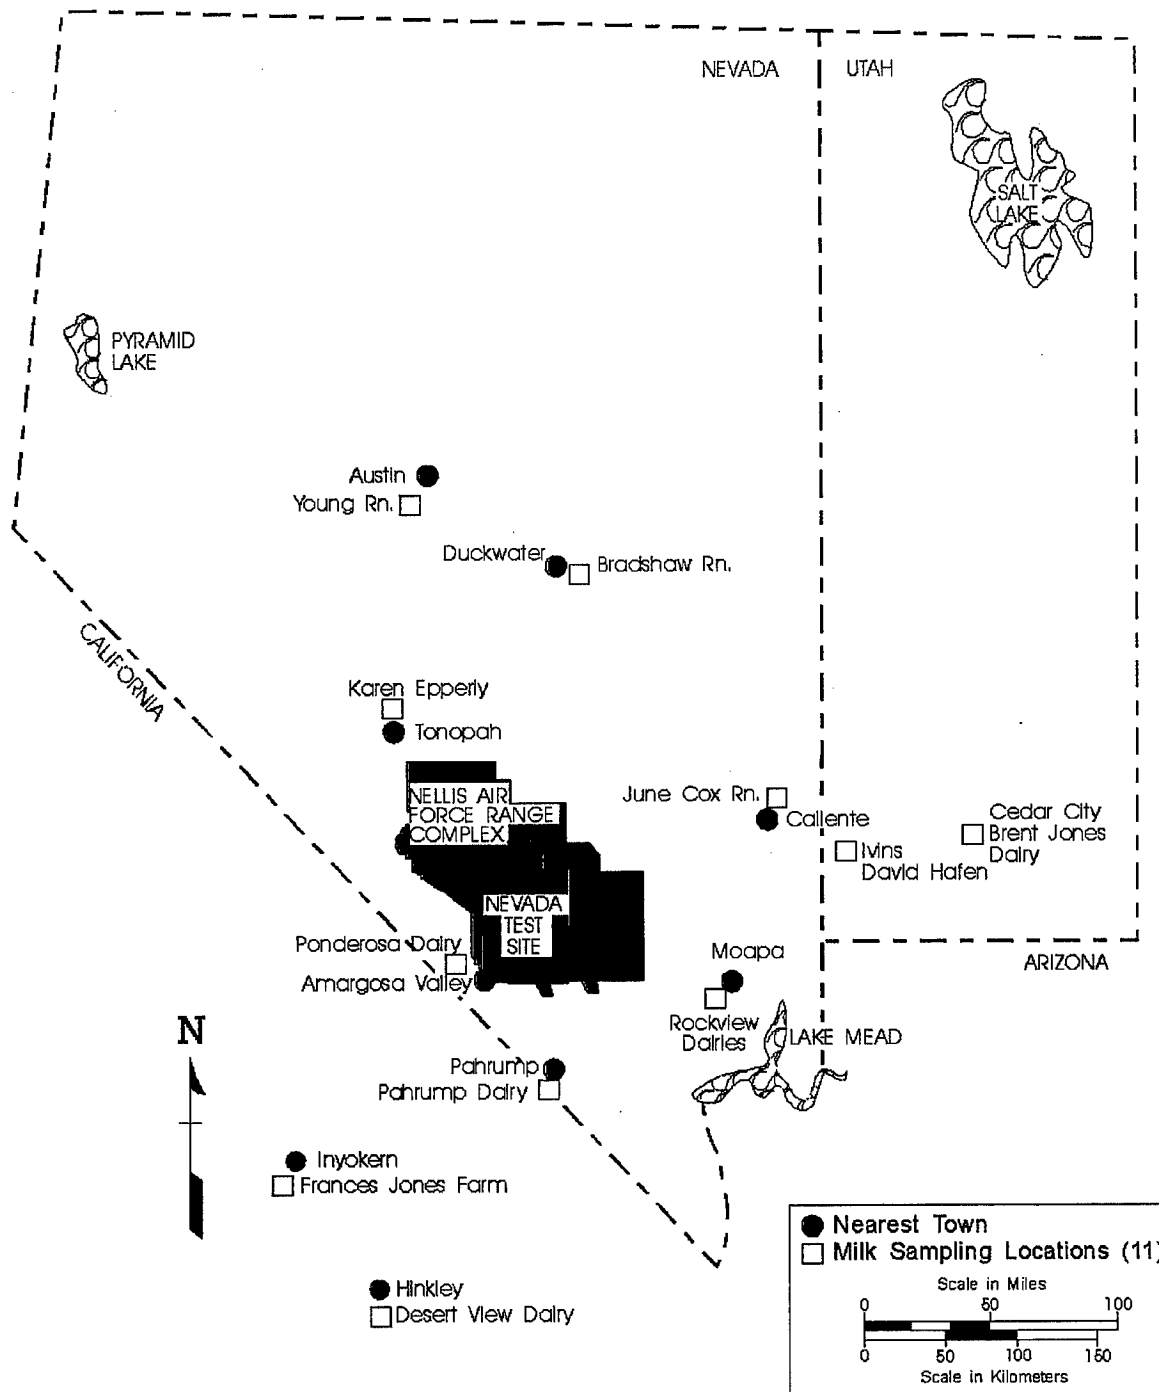 NEVADA
UTAH
SALT
LAKE
PYRAMID
LAKE
Austin
Young Rn.
Duckwater
Bradshaw Rn.
CALIFORNIA
Karen Epperly
Tonopah
NELLIS AIR
FORCE RANGE
COMPLEX
June Cox Rn.
Caliente
Cedar City
Brent Jones
Dairy
Ivins
David Hafen
NEVADA
TEST
SITE
Ponderosa Dairy
Amargosa Valley
Moapa
ARIZONA
Rockview
Dairies
LAKE MEAD
N
Pahrump
Pahrump Dairy
Inyokern
Frances Jones Farm
Hinkley
Desert View Dairy
Nearest Town
Milk Sampling Locations (11)
Scale in Miles
0 50 100
0 50 100 150
Scale in Kilometers